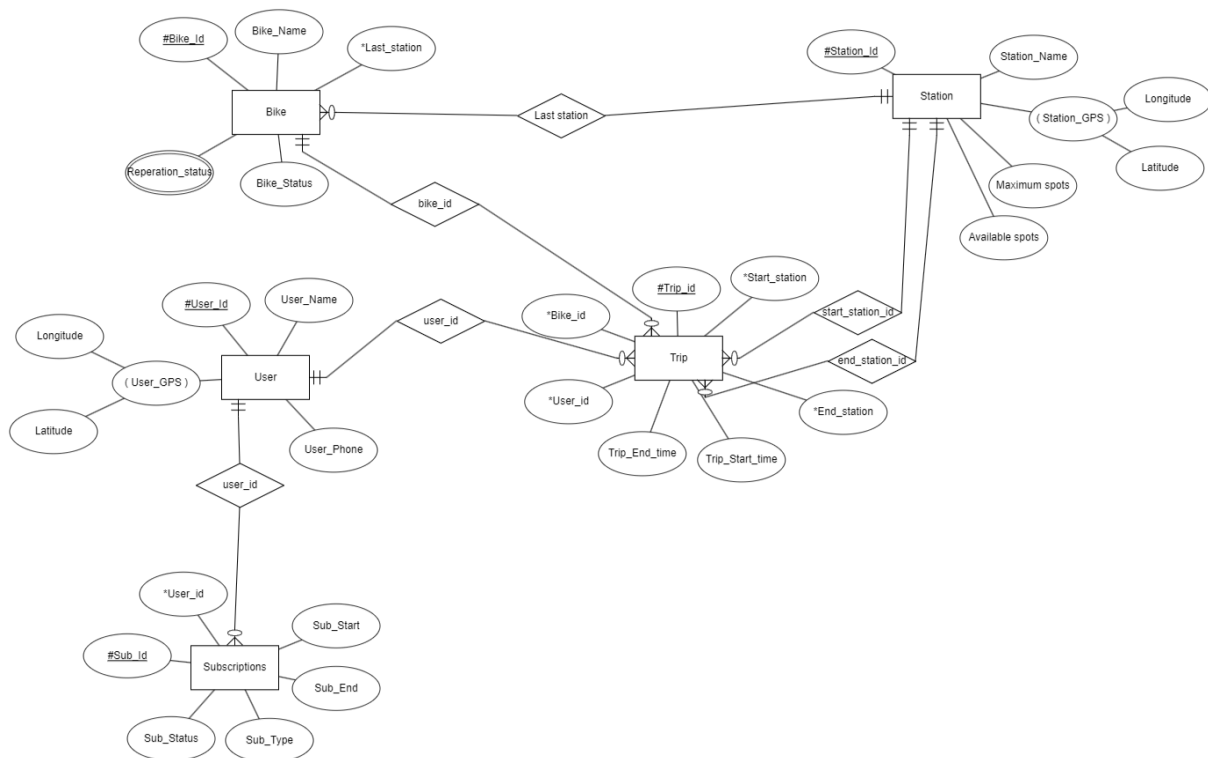 Bike_Name
#Bike_Id
*Last_station
Bike
Reperation_status
Bike_Status
Last station
#Station_Id
Station_Name
Station
Longitude
( Station_GPS )
Latitude
Maximum spots
Available spots
bike_id
#Trip_id
*Start_station
*Bike_id
start_station_id
Trip
end_station_id
*User_id
*End_station
Trip_End_time
Trip_Start_time
#User_Id
User_Name
user_id
Longitude
User
( User_GPS )
Latitude
User_Phone
user_id
*User_id
Sub_Start
#Sub_Id
Subscriptions
Sub_End
Sub_Status
Sub_Type